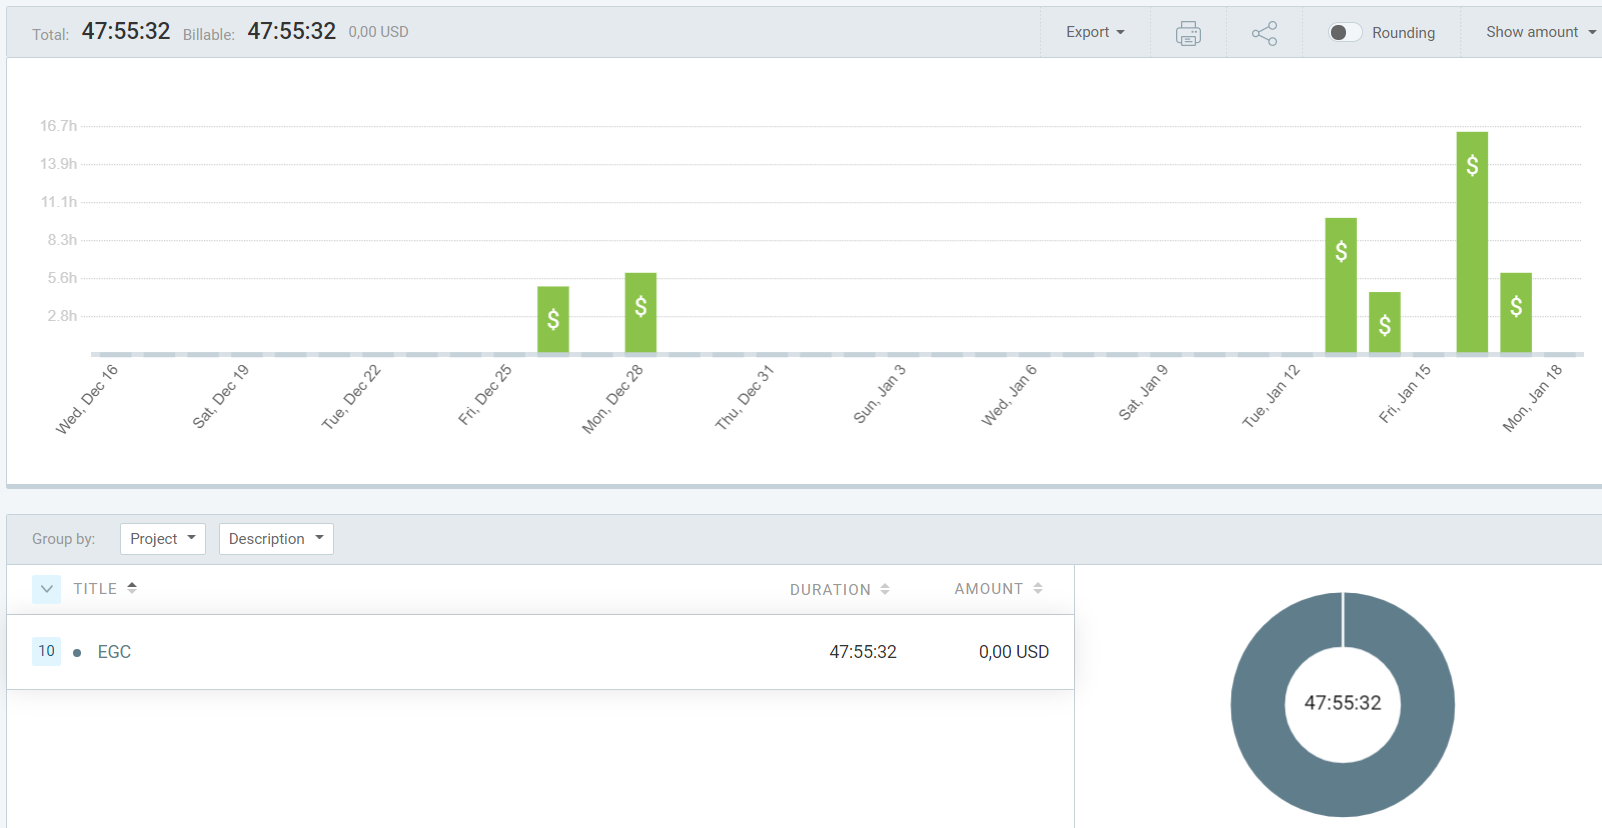 Total: 47:55:32 Billable: 47:55:32 0,00 USD Export Rounding Show amount
16.7h
13.9h
11.1h
8.3h
5.6h
2.8h
$ $ $ $ $ $
Wed, Dec 16 Sat, Dec 19 Tue, Dec 22 Fri, Dec 25 Mon, Dec 28 Thu, Dec 31 Sun, Jan 3 Wed, Jan 6 Sat, Jan 9 Tue, Jan 12 Fri, Jan 15 Mon, Jan 18
Group by: Project Description
TITLE DURATION AMOUNT
10 EGC 47:55:32 0,00 USD
47:55:32